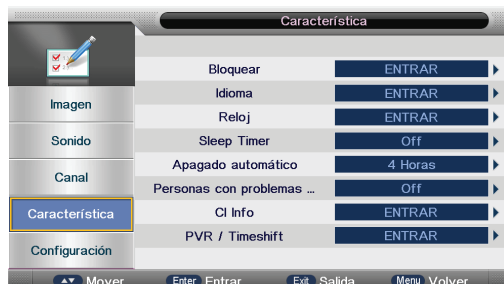 Característica
Bloquear ENTRAR
Idioma ENTRAR
Reloj ENTRAR
Sleep Timer Off
Apagado automático 4 Horas
Personas con problemas ... Off
CI Info ENTRAR
PVR / Timeshift ENTRAR
Imagen
Sonido
Canal
Característica
Configuración
Mover Enter Entrar Exit Salida Menu Volver